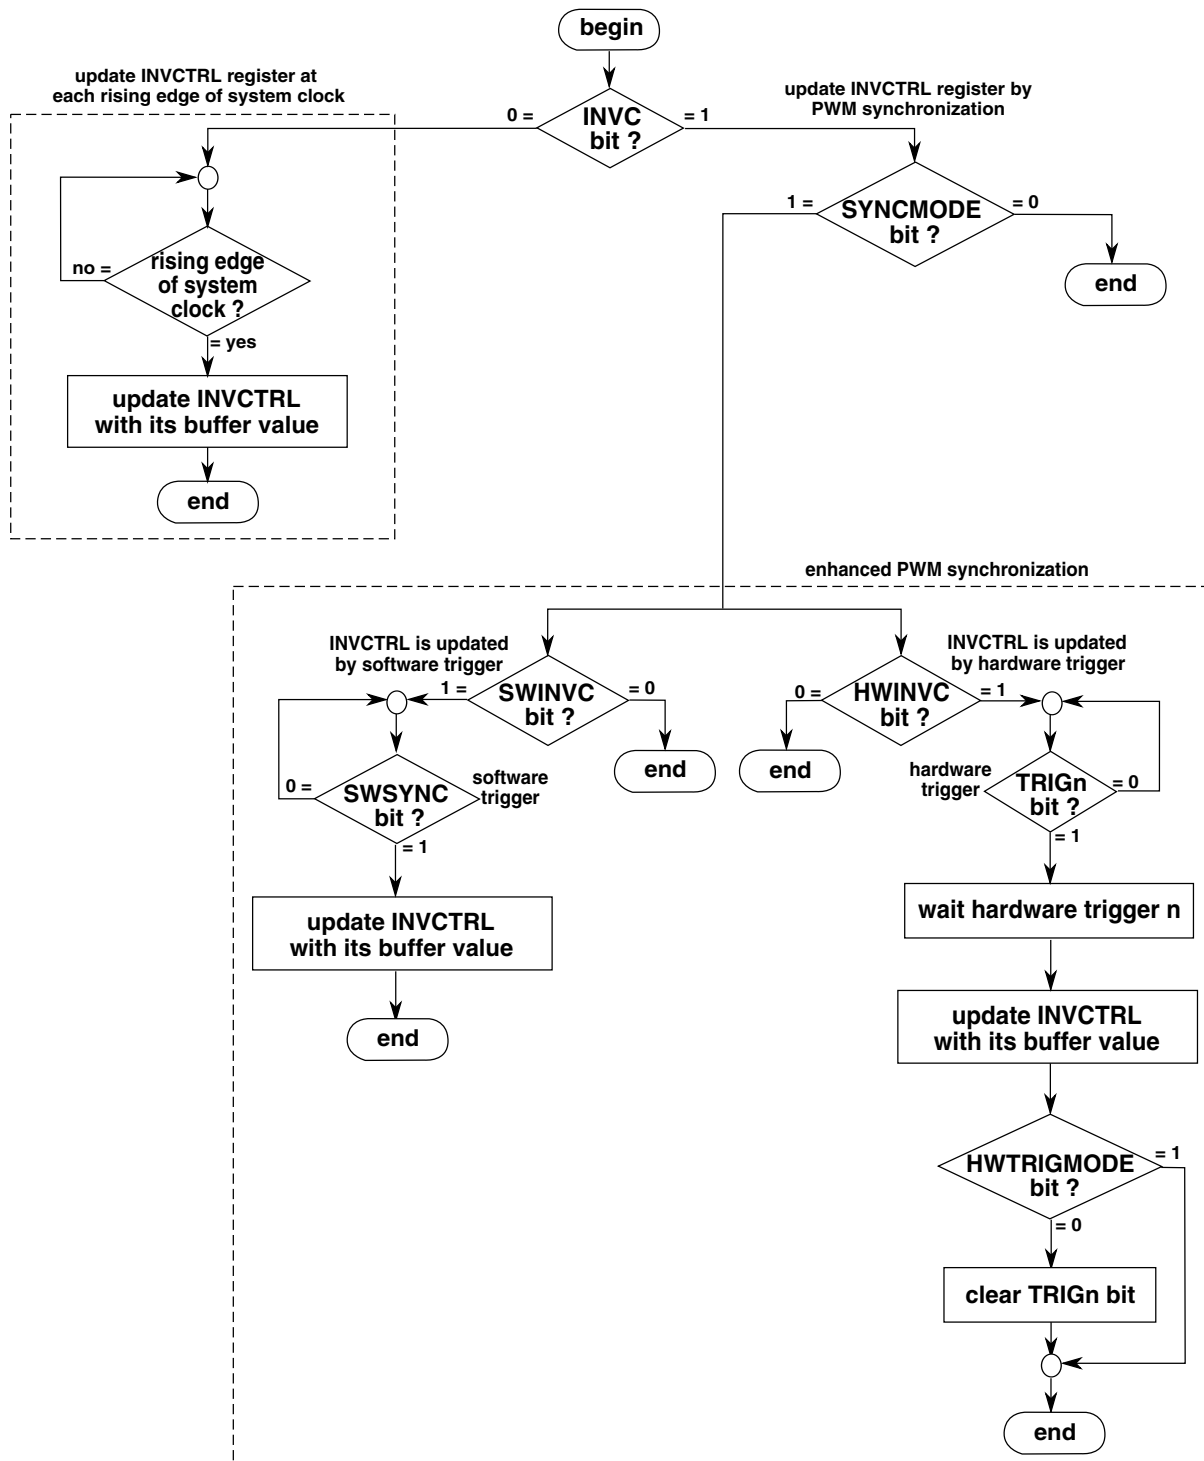 begin
update INVCTRL register at
each rising edge of system clock
update INVCTRL register by
PWM synchronization
0 =
INVC
bit ?
= 1
1 =
SYNCMODE
bit ?
= 0
end
no =
rising edge
of system
clock ?
= yes
update INVCTRL
with its buffer value
end
enhanced PWM synchronization
INVCTRL is updated
by software trigger
INVCTRL is updated
by hardware trigger
1 =
SWINVC
bit ?
= 0
end
0 =
HWINVC
bit ?
= 1
end
0 =
SWSYNC
bit ?
software
trigger
= 1
hardware
trigger
TRIGn
bit ?
= 0
= 1
update INVCTRL
with its buffer value
end
wait hardware trigger n
update INVCTRL
with its buffer value
HWTRIGMODE
bit ?
= 1
= 0
clear TRIGn bit
end